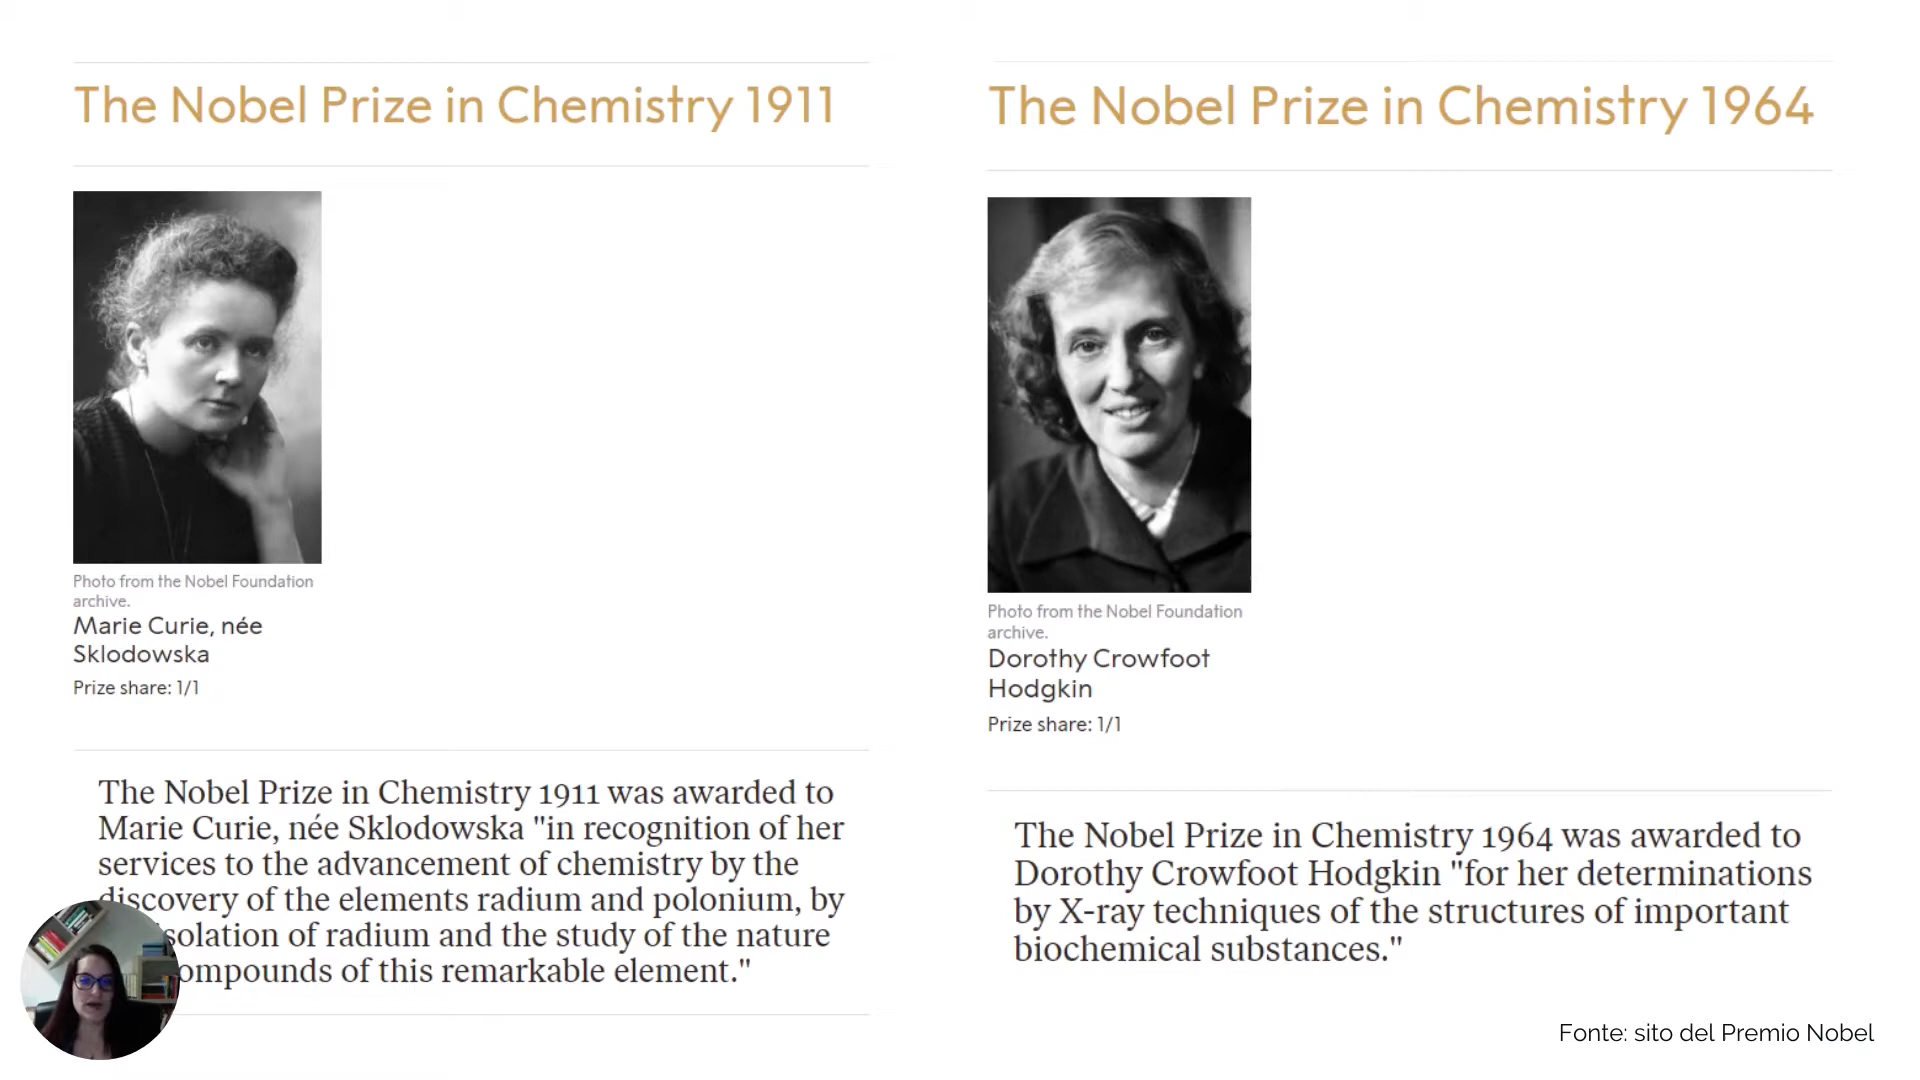 The Nobel Prize in Chemistry 1911
Photo from the Nobel Foundation
archive.
Marie Curie, née
Sklodowska
Prize share: 1/1
The Nobel Prize in Chemistry 1911 was awarded to
Marie Curie, née Sklodowska "in recognition of her
services to the advancement of chemistry by the
discovery of the elements radium and polonium, by
solation of radium and the study of the nature
ompounds of this remarkable element."
The Nobel Prize in Chemistry 1964
Photo from the Nobel Foundation
archive.
Dorothy Crowfoot
Hodgkin
Prize share: 1/1
The Nobel Prize in Chemistry 1964 was awarded to
Dorothy Crowfoot Hodgkin "for her determinations
by X-ray techniques of the structures of important
biochemical substances."
Fonte: sito del Premio Nobel